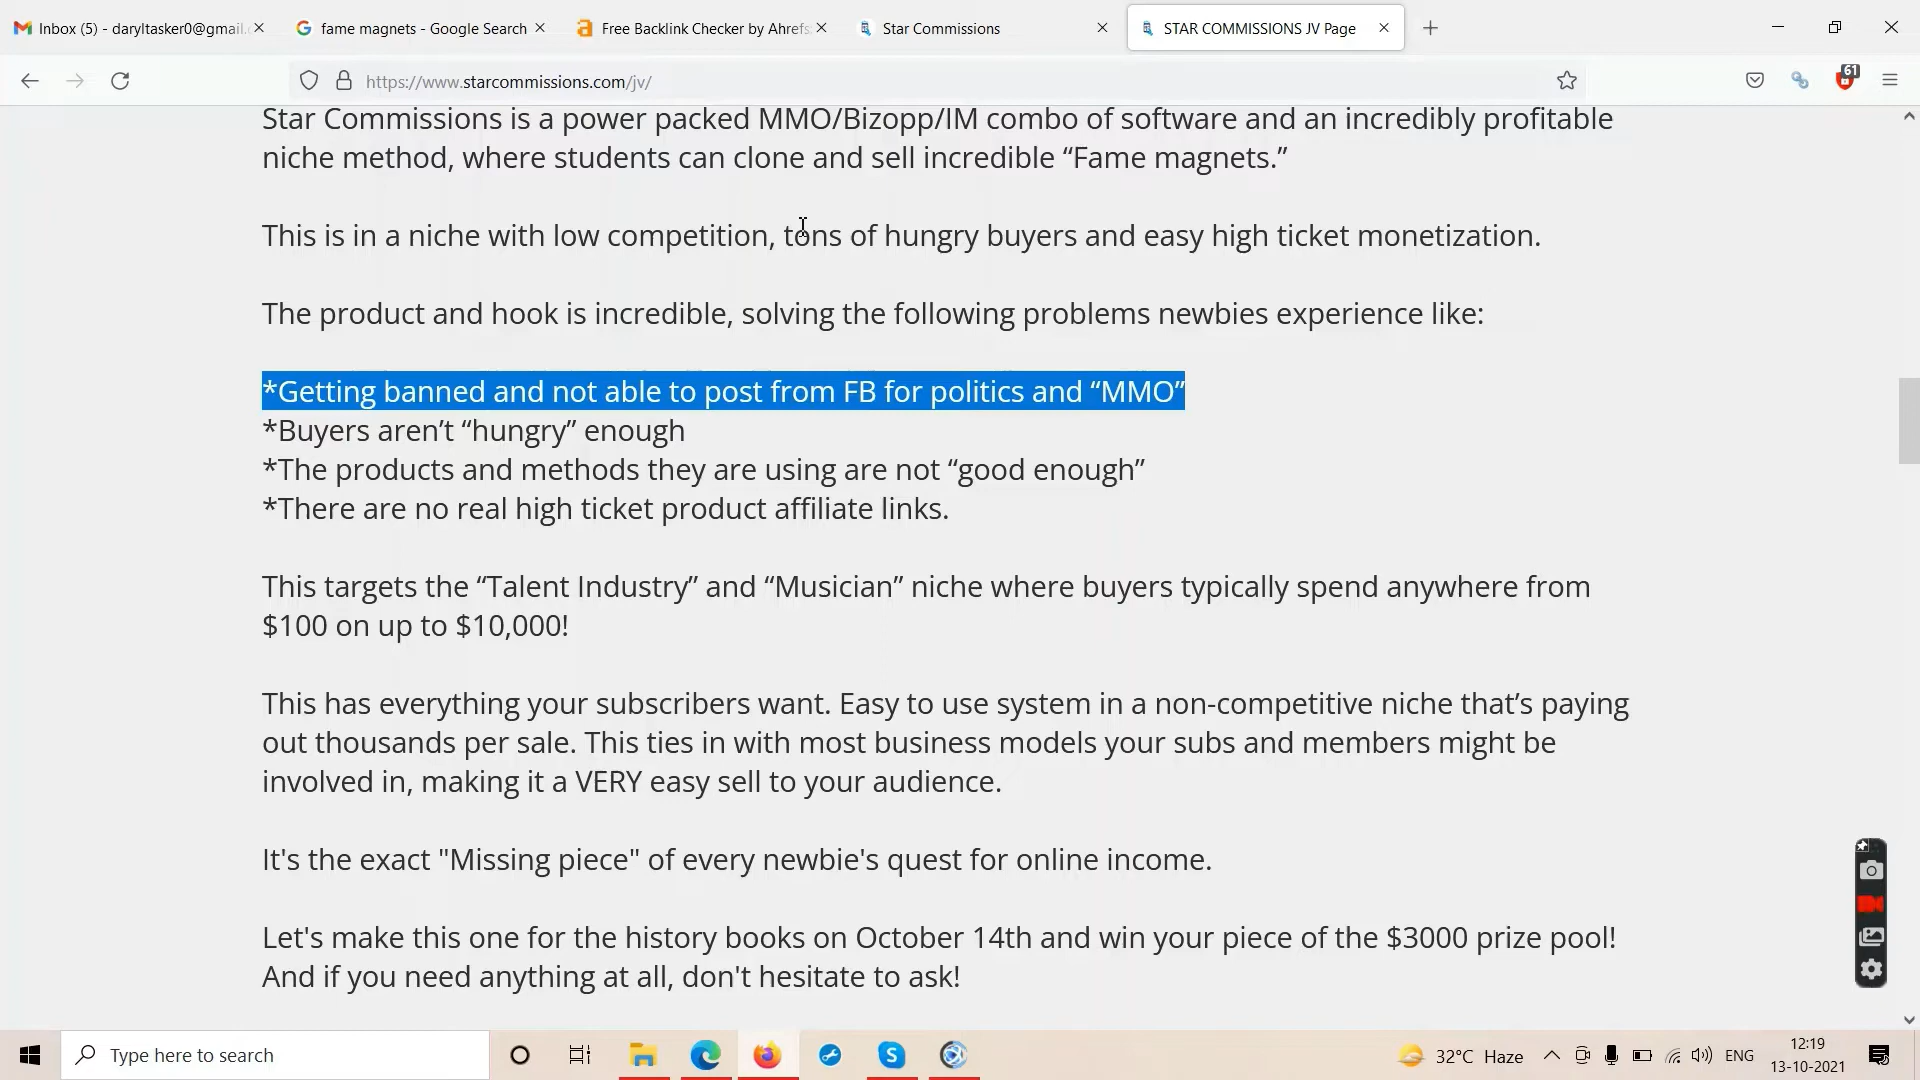 Inbox (5) - daryltasker0@gmail.
fame magnets - Google Search
Free Backlink Checker by Ahrefs
Star Commissions
STAR COMMISSIONS JV Page
https://www.starcommissions.com/jv/
61
Star Commissions is a power packed MMO/Bizopp/IM combo of software and an incredibly profitable
niche method, where students can clone and sell incredible “Fame magnets.”
This is in a niche with low competition, tons of hungry buyers and easy high ticket monetization.
The product and hook is incredible, solving the following problems newbies experience like:
*Getting banned and not able to post from FB for politics and “MMO”
*Buyers aren’t “hungry” enough
*The products and methods they are using are not “good enough”
*There are no real high ticket product affiliate links.
This targets the “Talent Industry” and “Musician” niche where buyers typically spend anywhere from
$100 on up to $10,000!
This has everything your subscribers want. Easy to use system in a non-competitive niche that’s paying
out thousands per sale. This ties in with most business models your subs and members might be
involved in, making it a VERY easy sell to your audience.
It's the exact "Missing piece" of every newbie's quest for online income.
Let's make this one for the history books on October 14th and win your piece of the $3000 prize pool!
And if you need anything at all, don't hesitate to ask!
Type here to search
32°C Haze
ENG
12:19
13-10-2021